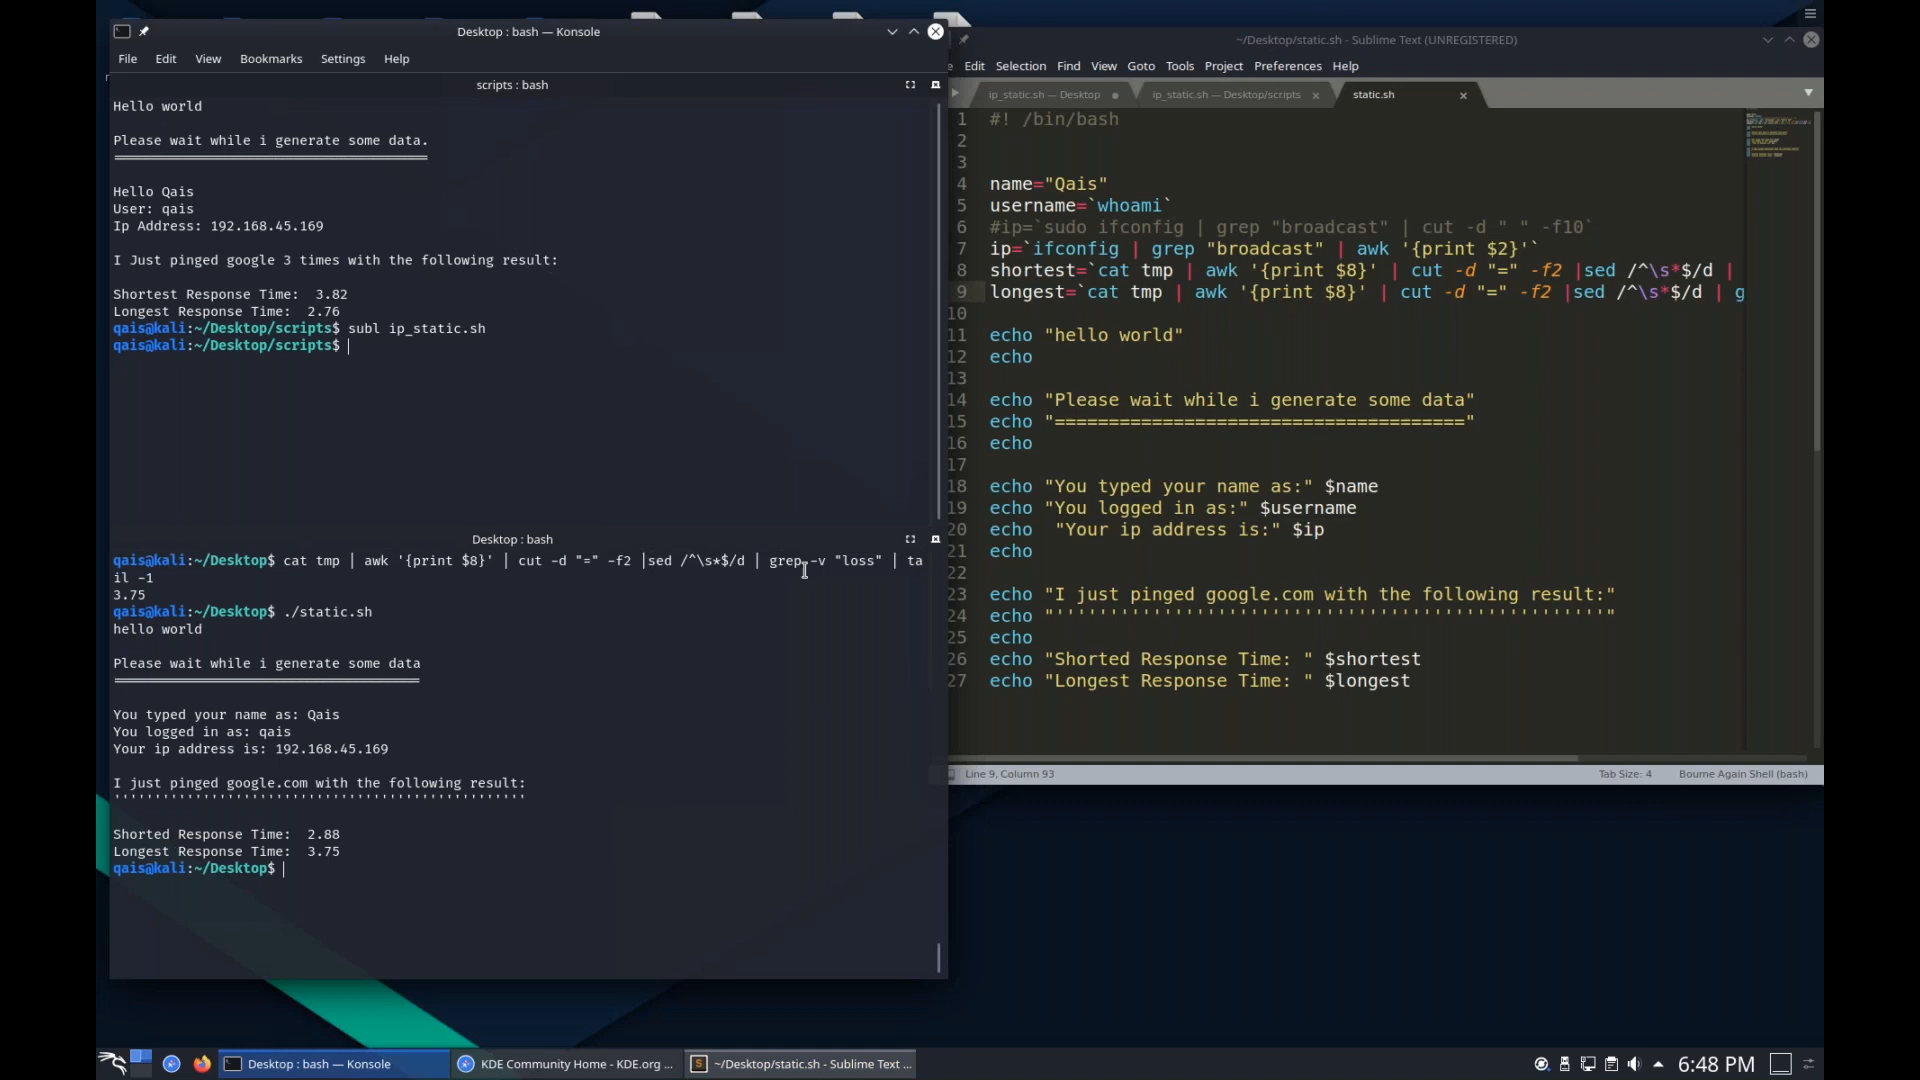 Desktop : bash — Konsole
File Edit View Bookmarks Settings Help
scripts : bash
Hello world
Please wait while i generate some data.
=======================================
Hello Qais
User: qais
Ip Address: 192.168.45.169
I Just pinged google 3 times with the following result:
Shortest Response Time:  3.82
Longest Response Time:  2.76
qais@kali:~/Desktop/scripts$ subl ip_static.sh
qais@kali:~/Desktop/scripts$
Desktop : bash
qais@kali:~/Desktop$ cat tmp | awk '{print $8}' | cut -d "=" -f2 |sed /^\s*$/d | grep -v "loss" | ta
il -1
3.75
qais@kali:~/Desktop$ ./static.sh
hello world
Please wait while i generate some data
======================================
You typed your name as: Qais
You logged in as: qais
Your ip address is: 192.168.45.169
I just pinged google.com with the following result:
'''''''''''''''''''''''''''''''''''''''''''''''''''
Shorted Response Time:  2.88
Longest Response Time:  3.75
qais@kali:~/Desktop$
~/Desktop/static.sh - Sublime Text (UNREGISTERED)
Edit Selection Find View Goto Tools Project Preferences Help
ip_static.sh — Desktop ip_static.sh — Desktop/scripts static.sh
1 #! /bin/bash
2
3
4 name="Qais"
5 username=`whoami`
6 #ip=`sudo ifconfig | grep "broadcast" | cut -d " " -f10`
7 ip=`ifconfig | grep "broadcast" | awk '{print $2}'`
8 shortest=`cat tmp | awk '{print $8}' | cut -d "=" -f2 |sed /^\s*$/d |
9 longest=`cat tmp | awk '{print $8}' | cut -d "=" -f2 |sed /^\s*$/d | g
10
11 echo "hello world"
12 echo
13
14 echo "Please wait while i generate some data"
15 echo "======================================"
16 echo
17
18 echo "You typed your name as:" $name
19 echo "You logged in as:" $username
20 echo  "Your ip address is:" $ip
21 echo
22
23 echo "I just pinged google.com with the following result:"
24 echo "'''''''''''''''''''''''''''''''''''''''''''''''''''"
25 echo
26 echo "Shorted Response Time: " $shortest
27 echo "Longest Response Time: " $longest
Line 9, Column 93 Tab Size: 4 Bourne Again Shell (bash)
Desktop : bash — Konsole KDE Community Home - KDE.org ... ~/Desktop/static.sh - Sublime Text ... 6:48 PM